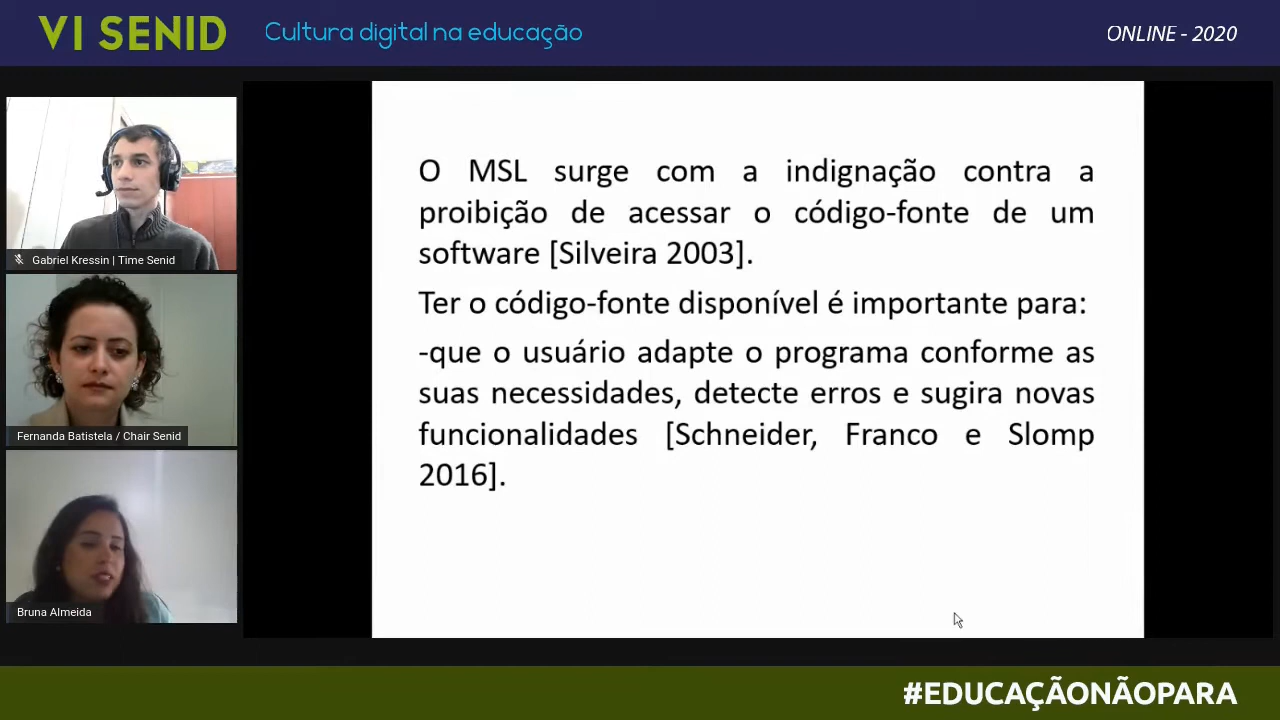 VI SENID
Cultura digital na educação
ONLINE - 2020
Gabriel Kressin | Time Senid
Fernanda Batistela / Chair Senid
Bruna Almeida
O MSL surge com a indignação contra a
proibição de acessar o código-fonte de um
software [Silveira 2003].
Ter o código-fonte disponível é importante para:
-que o usuário adapte o programa conforme as
suas necessidades, detecte erros e sugira novas
funcionalidades [Schneider, Franco e Slomp
2016].
#EDUCAÇÃONÃOPARA